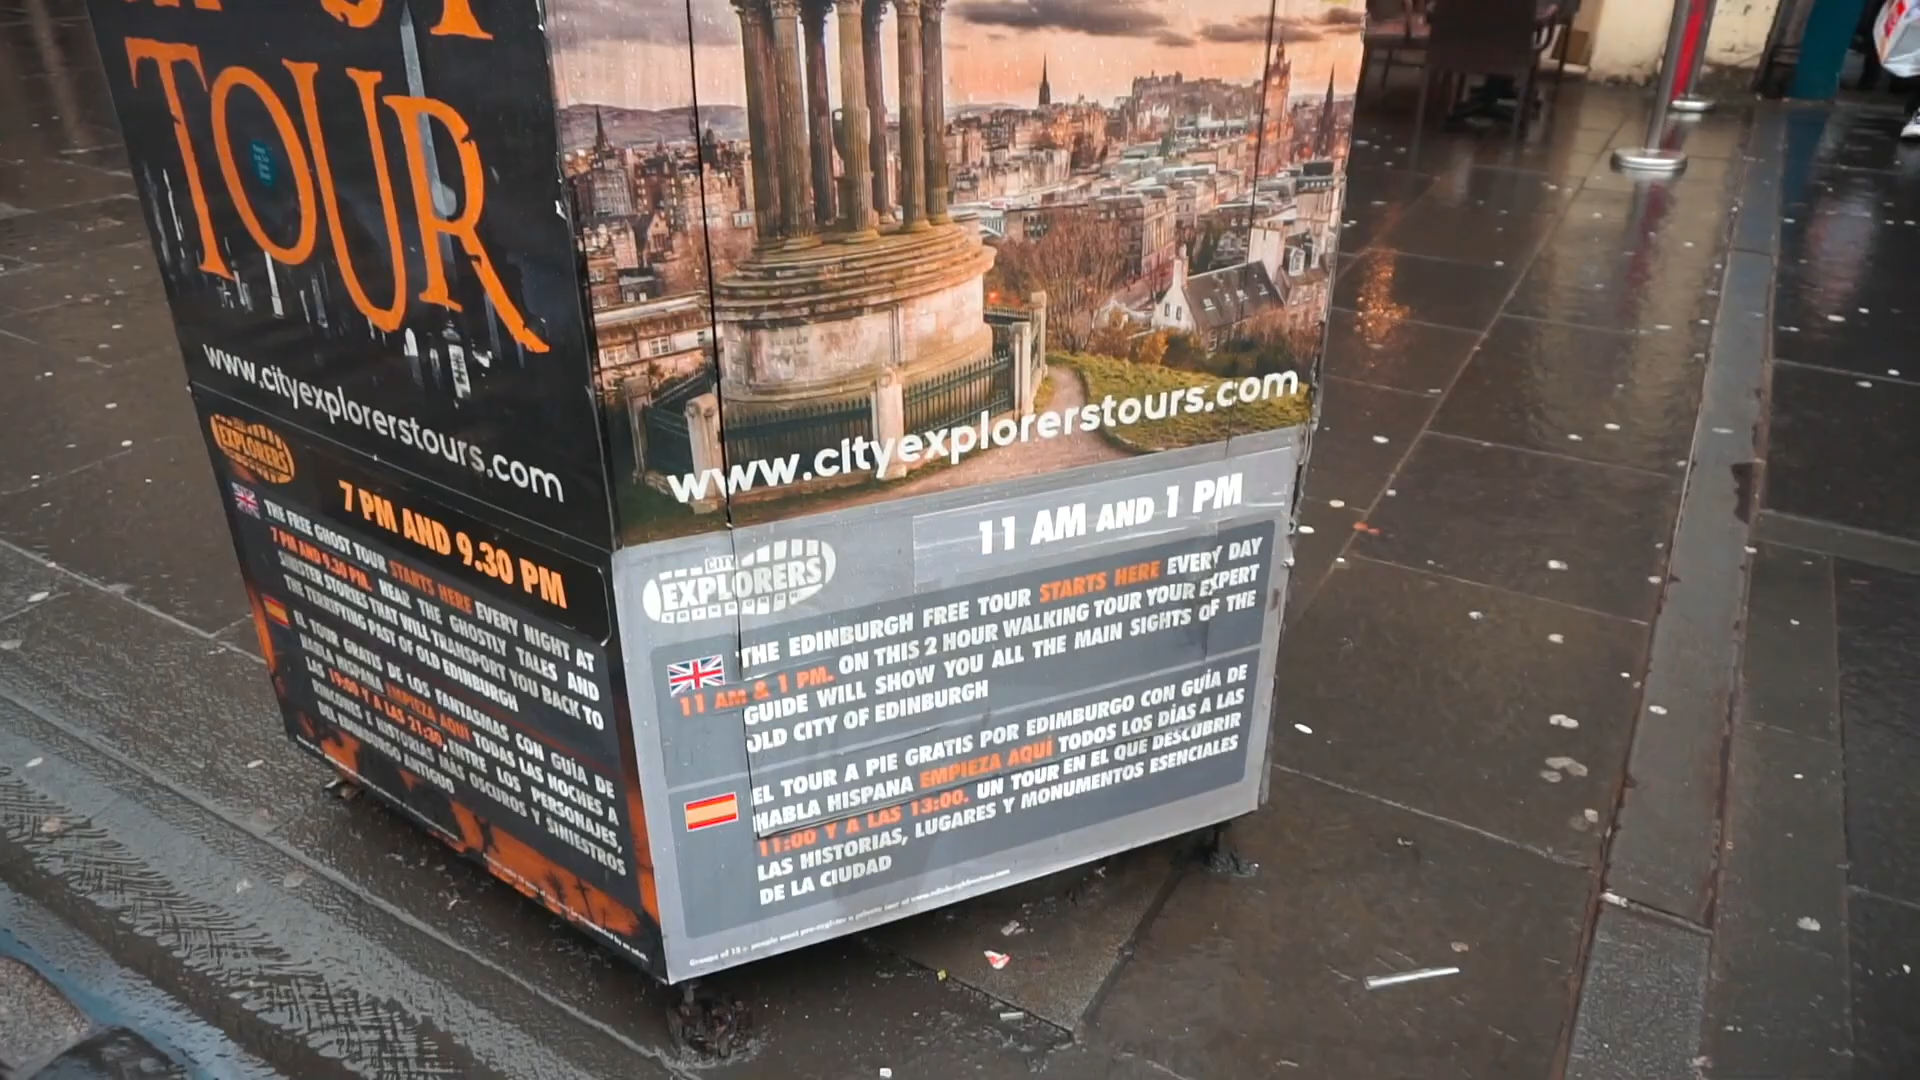 TOUR
www.cityexplorerstours.com
EXPLORERS
7 PM AND 9.30 PM
THE FREE GHOST TOUR STARTS HERE EVERY NIGHT AT
7 PM AND 9.30 PM. HEAR THE GHOSTLY TALES AND
SINISTER STORIES THAT WILL TRANSPORT YOU BACK TO
THE TERRIFYING PAST OF OLD EDINBURGH
EL TOUR GRATIS DE LOS FANTASMAS CON GUÍA DE
HABLA HISPANA EMPIEZA AQUÍ TODAS LAS NOCHES A
LAS 19:00 Y A LAS 21:30, ENTRE LOS PERSONAJES,
RINCONES E HISTORIAS MÁS OSCUROS Y SINIESTROS
DEL EDIMBURGO ANTIGUO
www.cityexplorerstours.com
11 AM AND 1 PM
CITY
EXPLORERS
THE EDINBURGH FREE TOUR STARTS HERE EVERY DAY
11 AM & 1 PM. ON THIS 2 HOUR WALKING TOUR YOUR EXPERT
GUIDE WILL SHOW YOU ALL THE MAIN SIGHTS OF THE
OLD CITY OF EDINBURGH
EL TOUR A PIE GRATIS POR EDIMBURGO CON GUÍA DE
HABLA HISPANA EMPIEZA AQUÍ TODOS LOS DÍAS A LAS
11:00 Y A LAS 13:00. UN TOUR EN EL QUE DESCUBRIR
LAS HISTORIAS, LUGARES Y MONUMENTOS ESENCIALES
DE LA CIUDAD